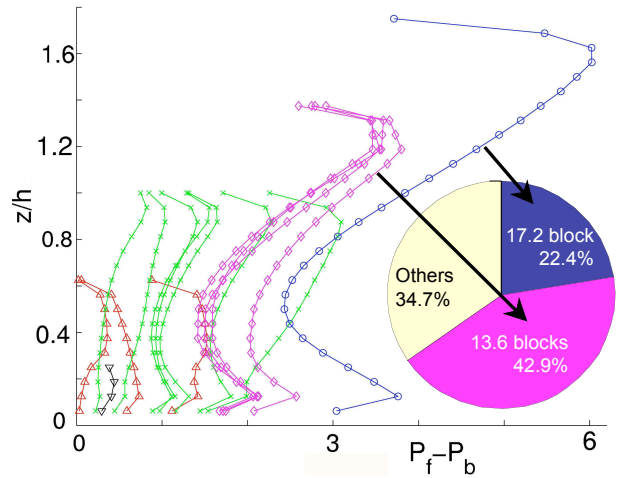 1.6
1.2
0.8
0.4
0
z/h
0
3
6
P_f–P_b
17.2 block
22.4%
Others
34.7%
13.6 blocks
42.9%